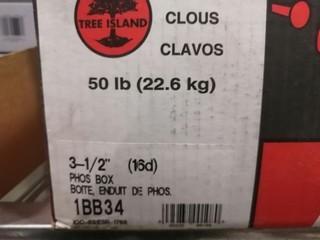 TREE ISLAND
CLOUS
CLAVOS
50 lb (22.6 kg)
3-1/2" (16d)
PHOS BOX
BOITE, ENDUIT DE PHOS.
1BB34